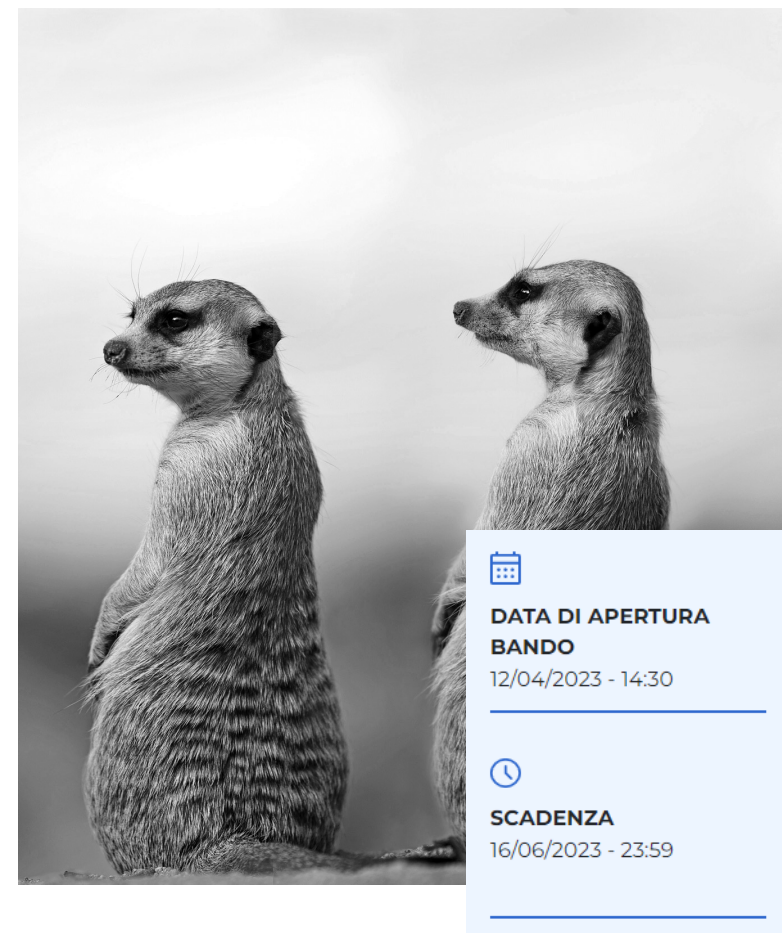 DATA DI APERTURA
BANDO
12/04/2023 - 14:30
SCADENZA
16/06/2023 - 23:59